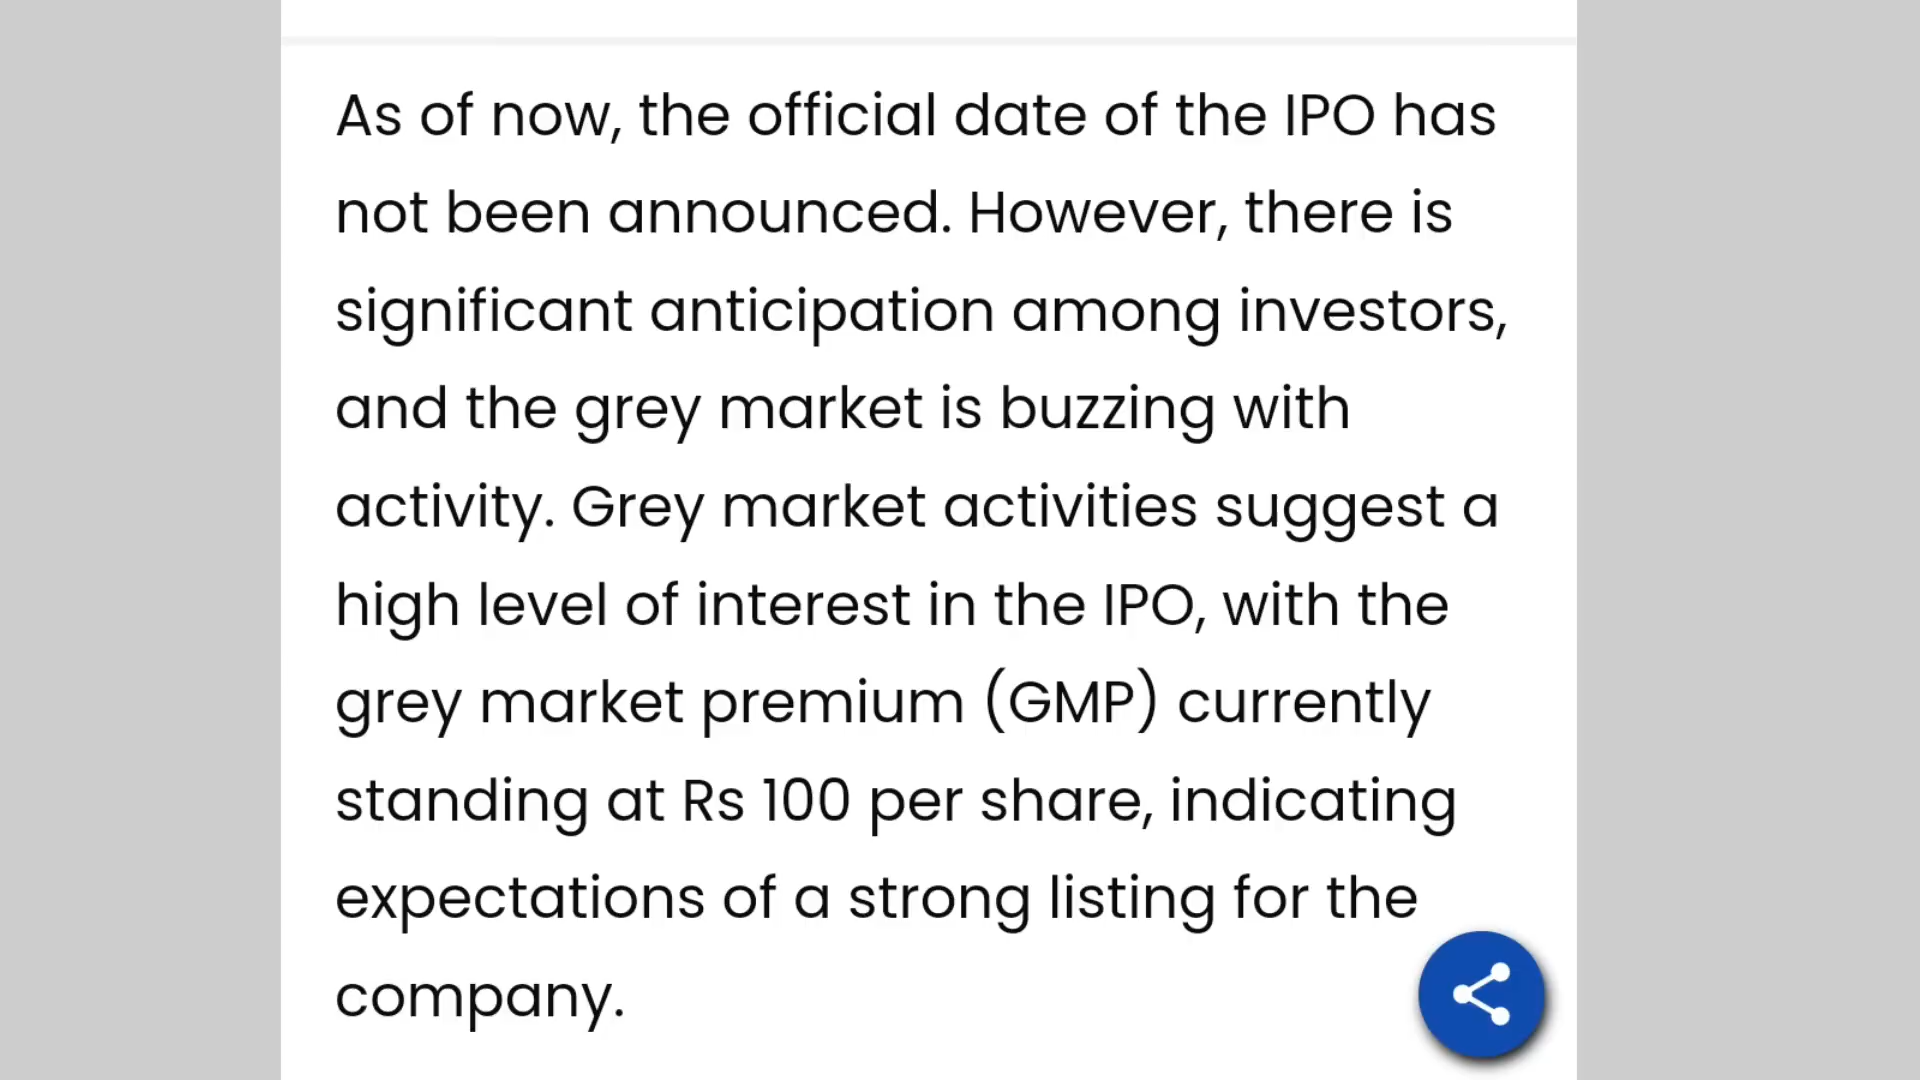 As of now, the official date of the IPO has
not been announced. However, there is
significant anticipation among investors,
and the grey market is buzzing with
activity. Grey market activities suggest a
high level of interest in the IPO, with the
grey market premium (GMP) currently
standing at Rs 100 per share, indicating
expectations of a strong listing for the
company.